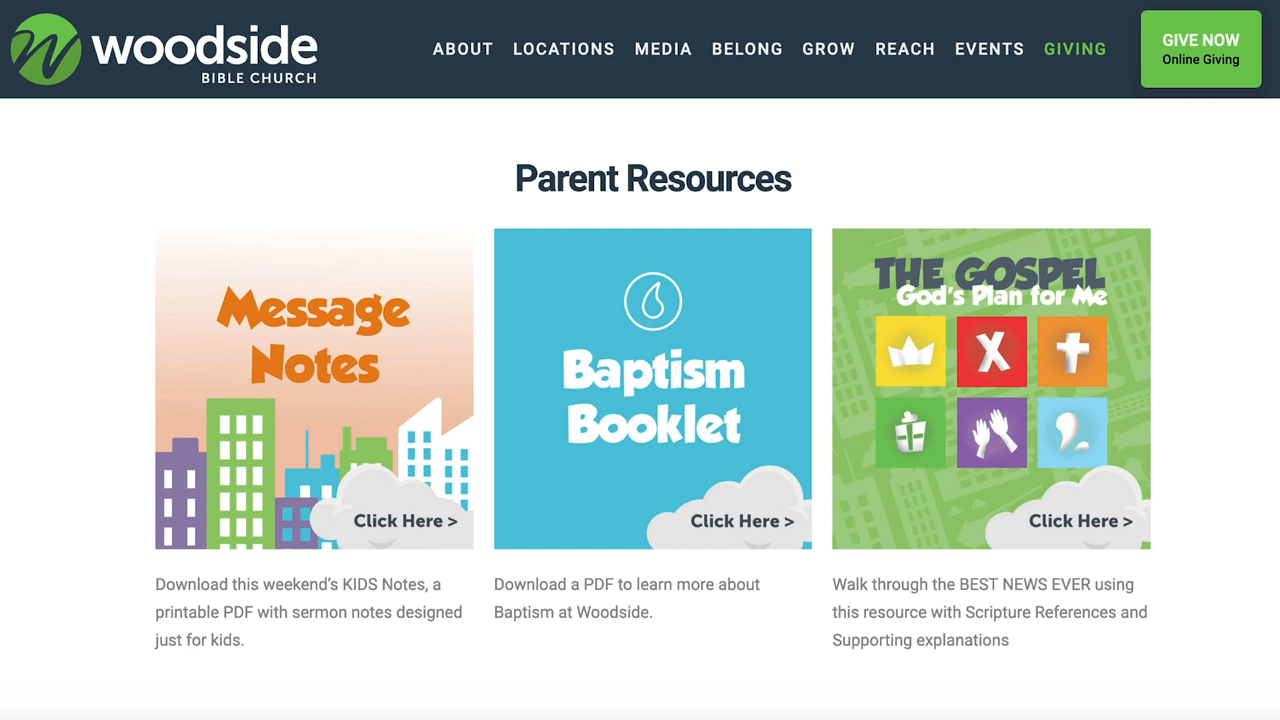 woodside
BIBLE CHURCH
ABOUT LOCATIONS MEDIA BELONG GROW REACH EVENTS GIVING
GIVE NOW
Online Giving
Parent Resources
Message
Notes
Click Here >
Download this weekend’s KIDS Notes, a
printable PDF with sermon notes designed
just for kids.
Baptism
Booklet
Click Here >
Download a PDF to learn more about
Baptism at Woodside.
THE GOSPEL
God's Plan for Me
Click Here >
Walk through the BEST NEWS EVER using
this resource with Scripture References and
Supporting explanations